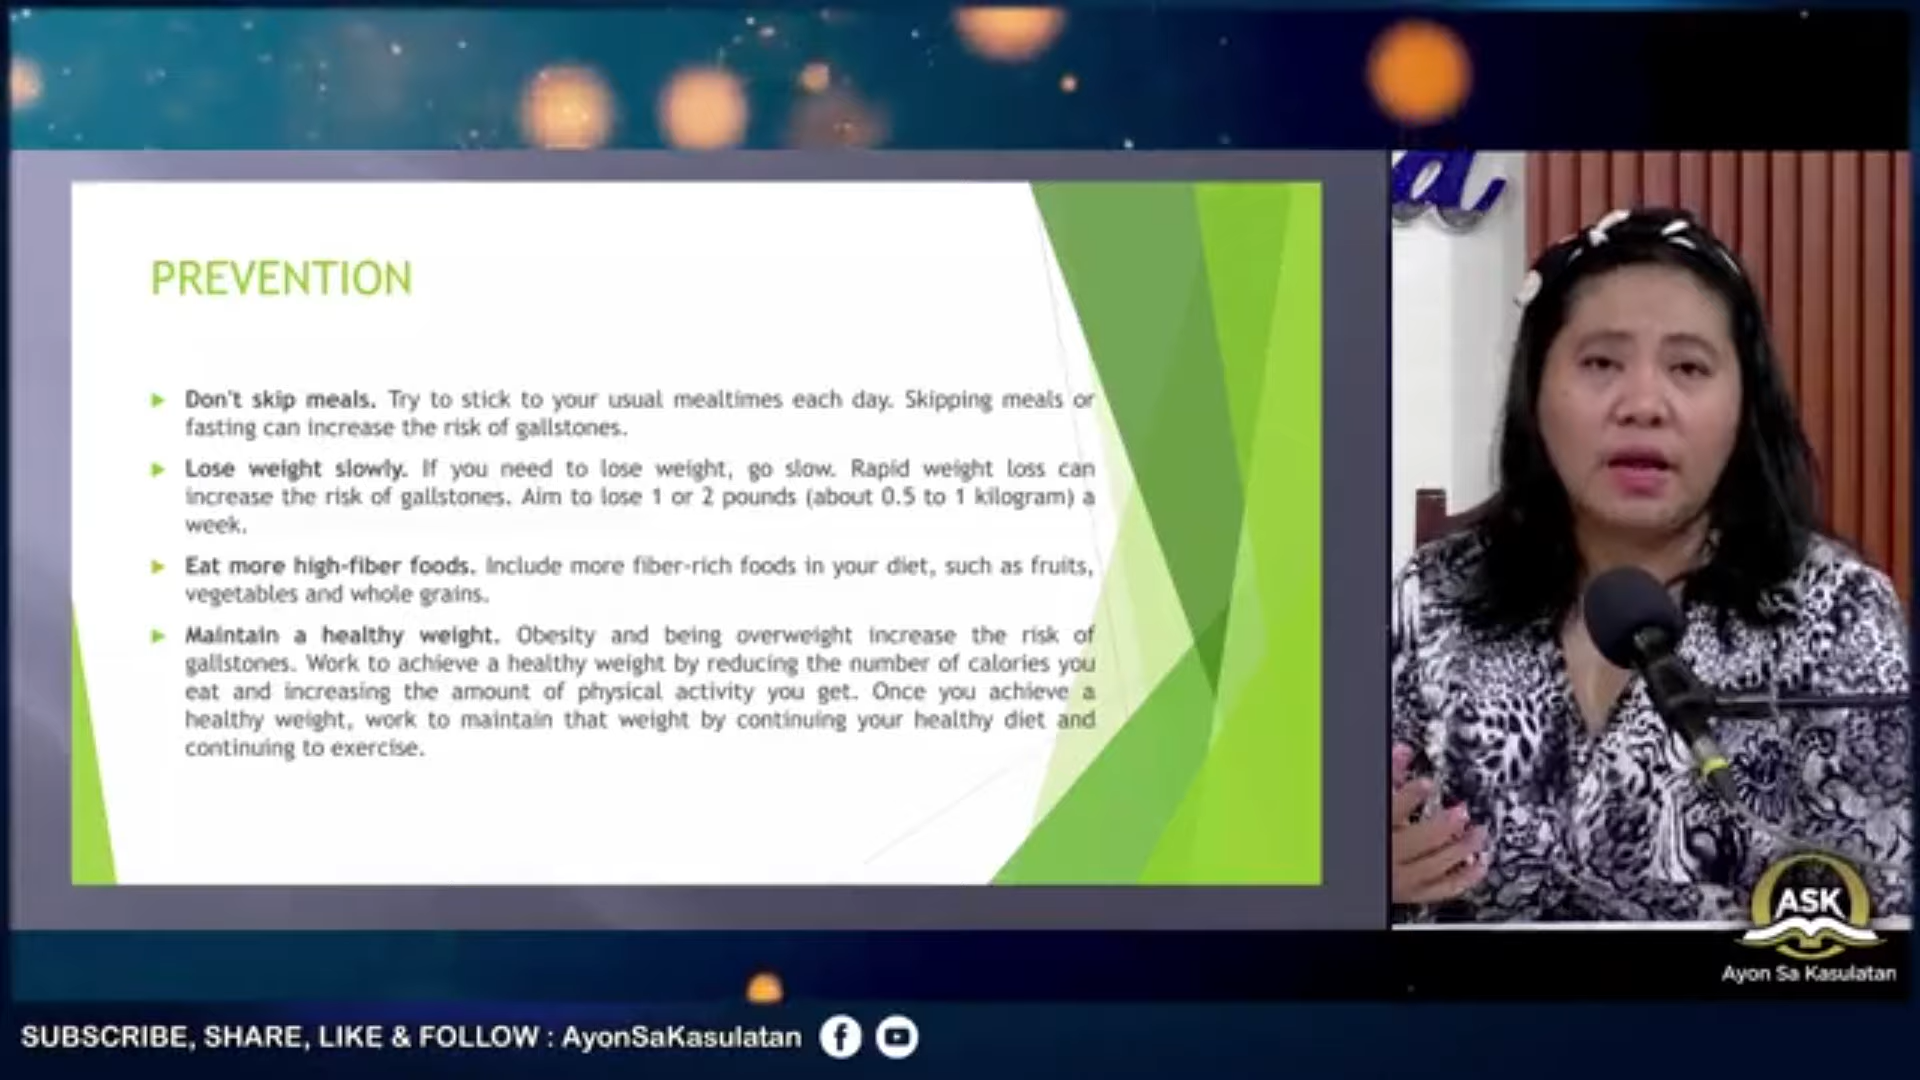 PREVENTION
Don't skip meals. Try to stick to your usual mealtimes each day. Skipping meals or
fasting can increase the risk of gallstones.
Lose weight slowly. If you need to lose weight, go slow. Rapid weight loss can
increase the risk of gallstones. Aim to lose 1 or 2 pounds (about 0.5 to 1 kilogram) a
week.
Eat more high-fiber foods. Include more fiber-rich foods in your diet, such as fruits,
vegetables and whole grains.
Maintain a healthy weight. Obesity and being overweight increase the risk of
gallstones. Work to achieve a healthy weight by reducing the number of calories you
eat and increasing the amount of physical activity you get. Once you achieve a
healthy weight, work to maintain that weight by continuing your healthy diet and
continuing to exercise.
d
ASK
Ayon Sa Kasulatan
SUBSCRIBE, SHARE, LIKE & FOLLOW : AyonSaKasulatan